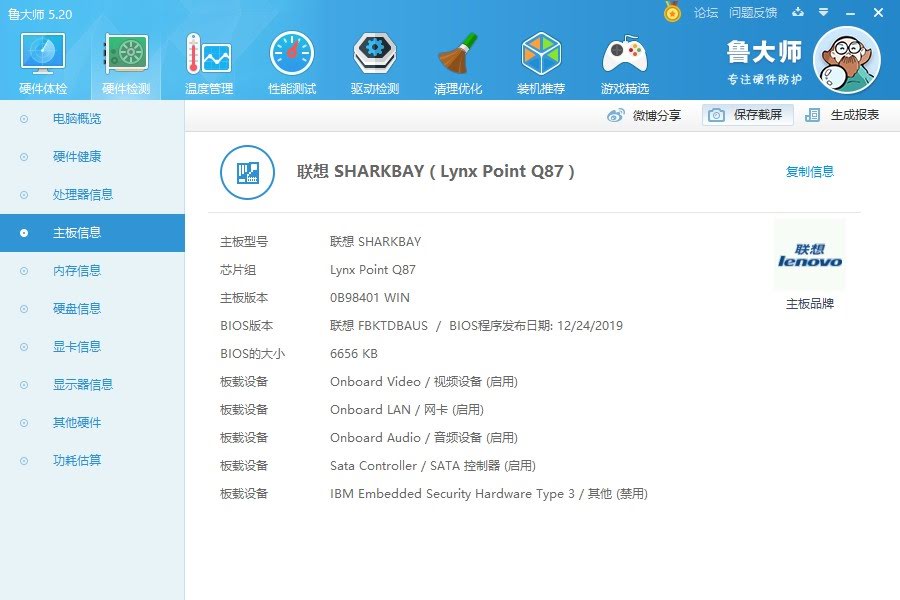 鲁大师 5.20
论坛 问题反馈
硬件体检 硬件检测 温度管理 性能测试 驱动检测 清理优化 装机推荐 游戏精选
鲁大师
专注硬件防护
微博分享 保存截屏 生成报表
电脑概览
硬件健康
处理器信息
主板信息
内存信息
硬盘信息
显卡信息
显示器信息
其他硬件
功耗估算
联想 SHARKBAY ( Lynx Point Q87 )
复制信息
主板型号 联想 SHARKBAY
芯片组 Lynx Point Q87
主板版本 0B98401 WIN
BIOS版本 联想 FBKTDBAUS / BIOS程序发布日期: 12/24/2019
BIOS的大小 6656 KB
板载设备 Onboard Video / 视频设备 (启用)
板载设备 Onboard LAN / 网卡 (启用)
板载设备 Onboard Audio / 音频设备 (启用)
板载设备 Sata Controller / SATA 控制器 (启用)
板载设备 IBM Embedded Security Hardware Type 3 / 其他 (禁用)
联想
lenovo
主板品牌